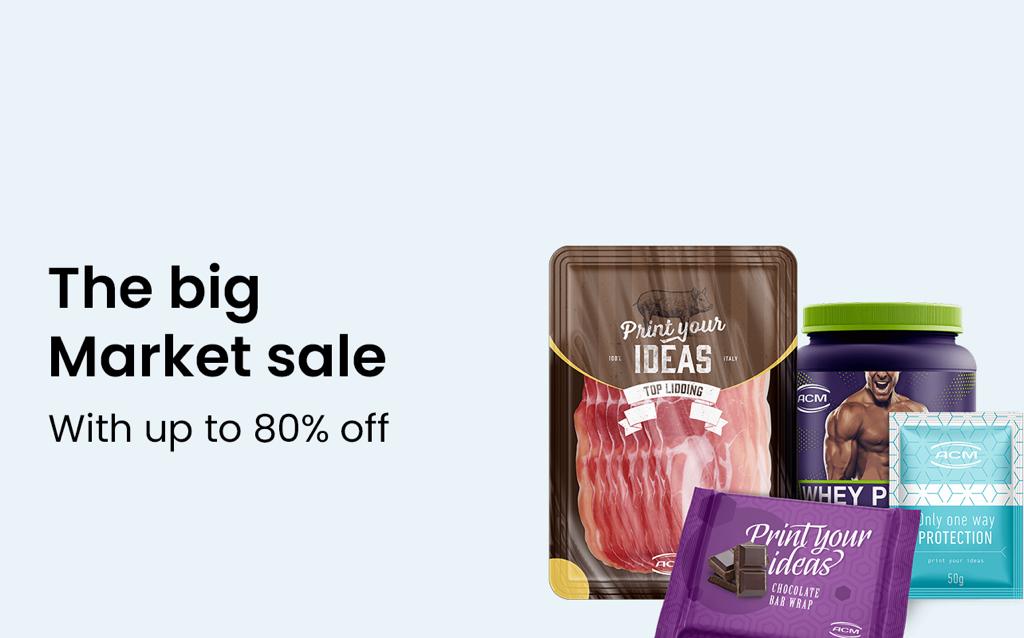 The big
Market sale
With up to 80% off
Print your
IDEAS
100%
ITALY
TOP LIDDING
ACM
WHEY P
ACM
Only one way
PROTECTION
print your ideas
50g
Print your
ideas
CHOCOLATE
BAR WRAP
ACM